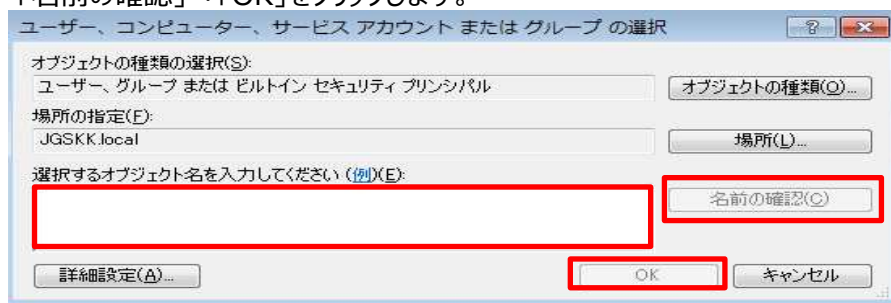 「名前の確認」→「OK」をクリックします。
ユーザー、コンピューター、サービス アカウント または グループ の選択
オブジェクトの種類の選択(S):
ユーザー、グループ または ビルトイン セキュリティ プリンシパル
オブジェクトの種類(O)...
場所の指定(F):
JGSKK.local
場所(L)...
選択するオブジェクト名を入力してください (例)(E):
名前の確認(C)
詳細設定(A)...
OK
キャンセル